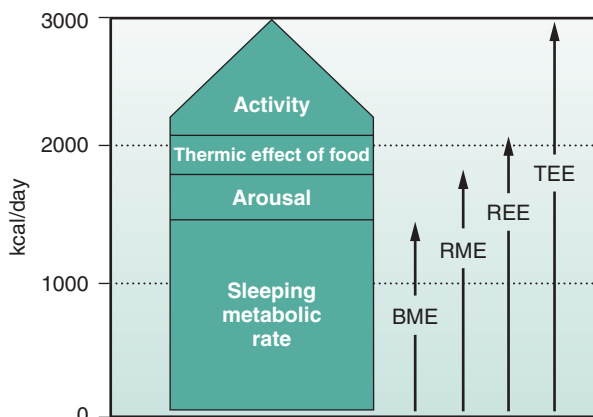 3000
2000
1000
0
kcal/day
Activity
Thermic effect of food
Arousal
Sleeping
metabolic
rate
BME
RME
REE
TEE